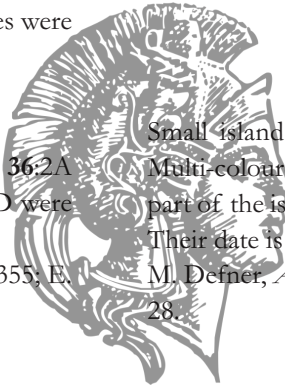 es were
36:2A
D were
355; E.
Small island
Multi-colour
part of the is
Their date is
M. Defner, A
28.